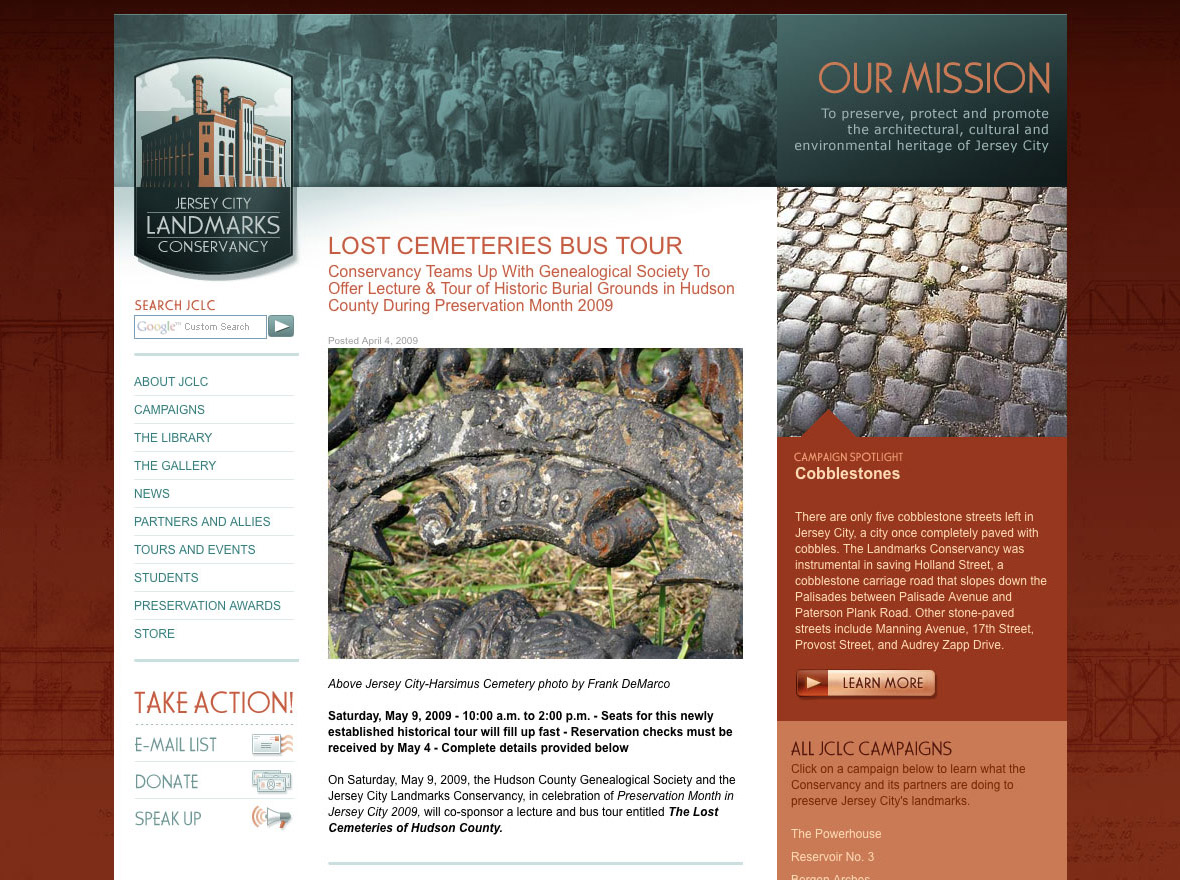 OUR MISSION
To preserve, protect and promote
the architectural, cultural and
environmental heritage of Jersey City
JERSEY CITY
LANDMARKS
CONSERVANCY
SEARCH JCLC
Google™ Custom Search
ABOUT JCLC
CAMPAIGNS
THE LIBRARY
THE GALLERY
NEWS
PARTNERS AND ALLIES
TOURS AND EVENTS
STUDENTS
PRESERVATION AWARDS
STORE
TAKE ACTION!
E-MAIL LIST
DONATE
SPEAK UP
LOST CEMETERIES BUS TOUR
Conservancy Teams Up With Genealogical Society To
Offer Lecture & Tour of Historic Burial Grounds in Hudson
County During Preservation Month 2009
Posted April 4, 2009
1888
Above Jersey City-Harsimus Cemetery photo by Frank DeMarco
Saturday, May 9, 2009 - 10:00 a.m. to 2:00 p.m. - Seats for this newly
established historical tour will fill up fast - Reservation checks must be
received by May 4 - Complete details provided below
On Saturday, May 9, 2009, the Hudson County Genealogical Society and the
Jersey City Landmarks Conservancy, in celebration of Preservation Month in
Jersey City 2009, will co-sponsor a lecture and bus tour entitled The Lost
Cemeteries of Hudson County.
CAMPAIGN SPOTLIGHT
Cobblestones
There are only five cobblestone streets left in
Jersey City, a city once completely paved with
cobbles. The Landmarks Conservancy was
instrumental in saving Holland Street, a
cobblestone carriage road that slopes down the
Palisades between Palisade Avenue and
Paterson Plank Road. Other stone-paved
streets include Manning Avenue, 17th Street,
Provost Street, and Audrey Zapp Drive.
LEARN MORE
ALL JCLC CAMPAIGNS
Click on a campaign below to learn what the
Conservancy and its partners are doing to
preserve Jersey City's landmarks.
The Powerhouse
Reservoir No. 3
Bergen Arches